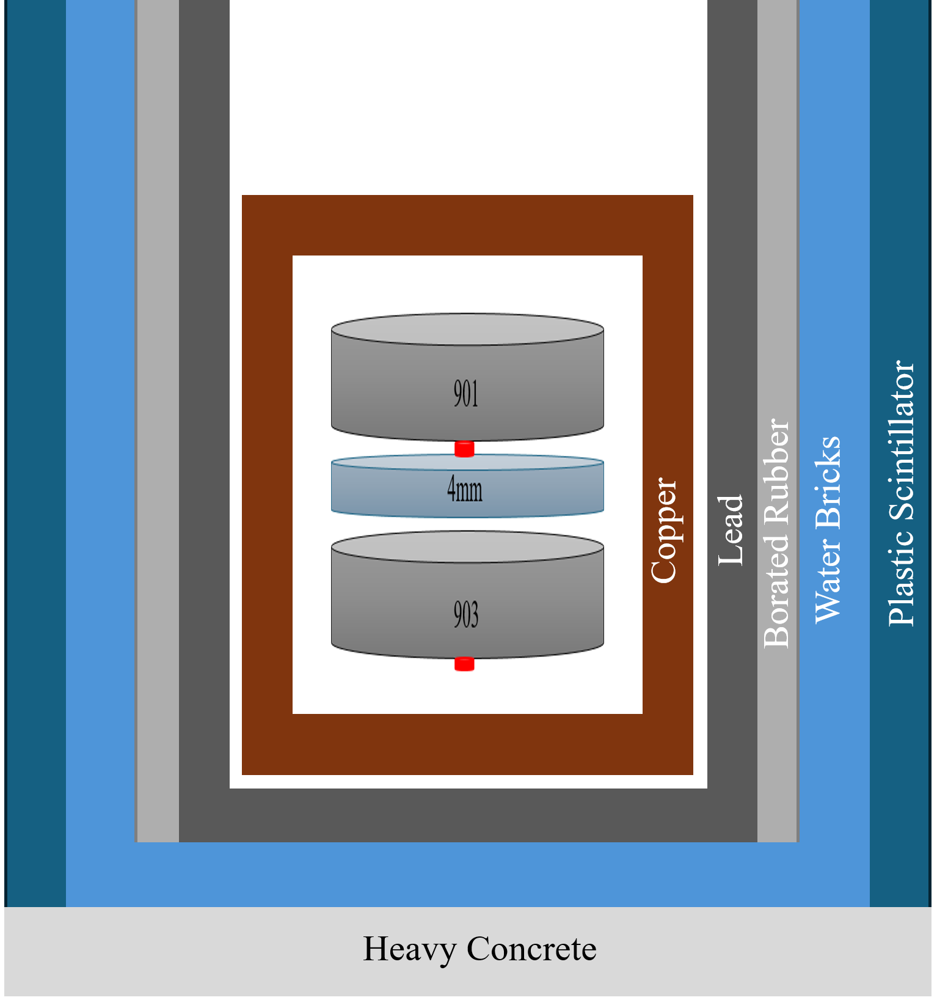 901
4mm
903
Copper
Lead
Borated Rubber
Water Bricks
Plastic Scintillator
Heavy Concrete